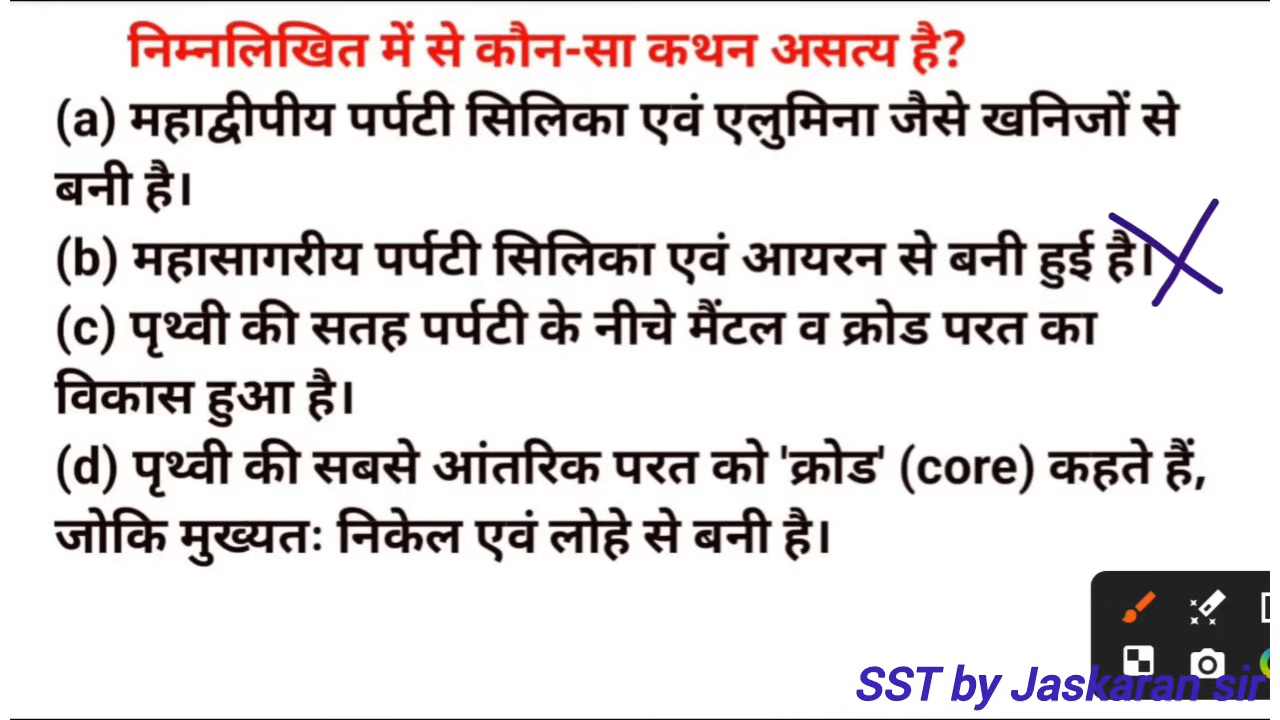 निम्नलिखित में से कौन-सा कथन असत्य है?
(a) महाद्वीपीय पर्पटी सिलिका एवं एलुमिना जैसे खनिजों से
बनी है।
(b) महासागरीय पर्पटी सिलिका एवं आयरन से बनी हुई है।
(c) पृथ्वी की सतह पर्पटी के नीचे मैंटल व क्रोड परत का
विकास हुआ है।
(d) पृथ्वी की सबसे आंतरिक परत को 'क्रोड' (core) कहते हैं,
जोकि मुख्यतः निकेल एवं लोहे से बनी है।
SST by Jaskaran sir